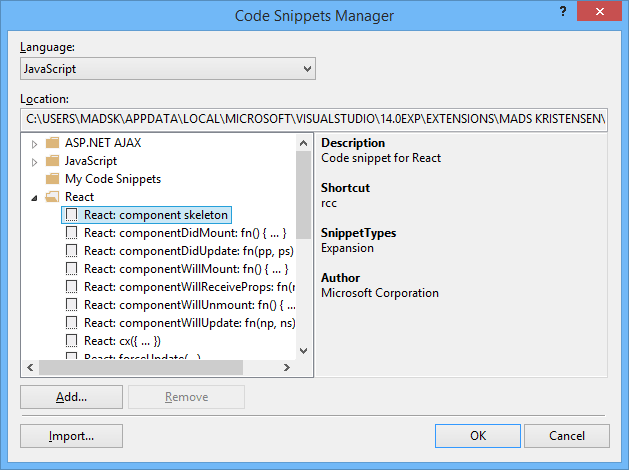 Code Snippets Manager
?
Language:
JavaScript
Location:
C:\USERS\MADSK\APPDATA\LOCAL\MICROSOFT\VISUALSTUDIO\14.0EXP\EXTENSIONS\MADS KRISTENSEN\
ASP.NET AJAX
JavaScript
My Code Snippets
React
React: component skeleton
React: componentDidMount: fn() { ... }
React: componentDidUpdate: fn(pp, ps)
React: componentWillMount: fn() { ... }
React: componentWillReceiveProps: fn(
React: componentWillUnmount: fn() { ...
React: componentWillUpdate: fn(np, ns)
React: cx({ ... })
React: forceUpdate(...)
Description
Code snippet for React
Shortcut
rcc
SnippetTypes
Expansion
Author
Microsoft Corporation
Add...
Remove
Import...
OK
Cancel